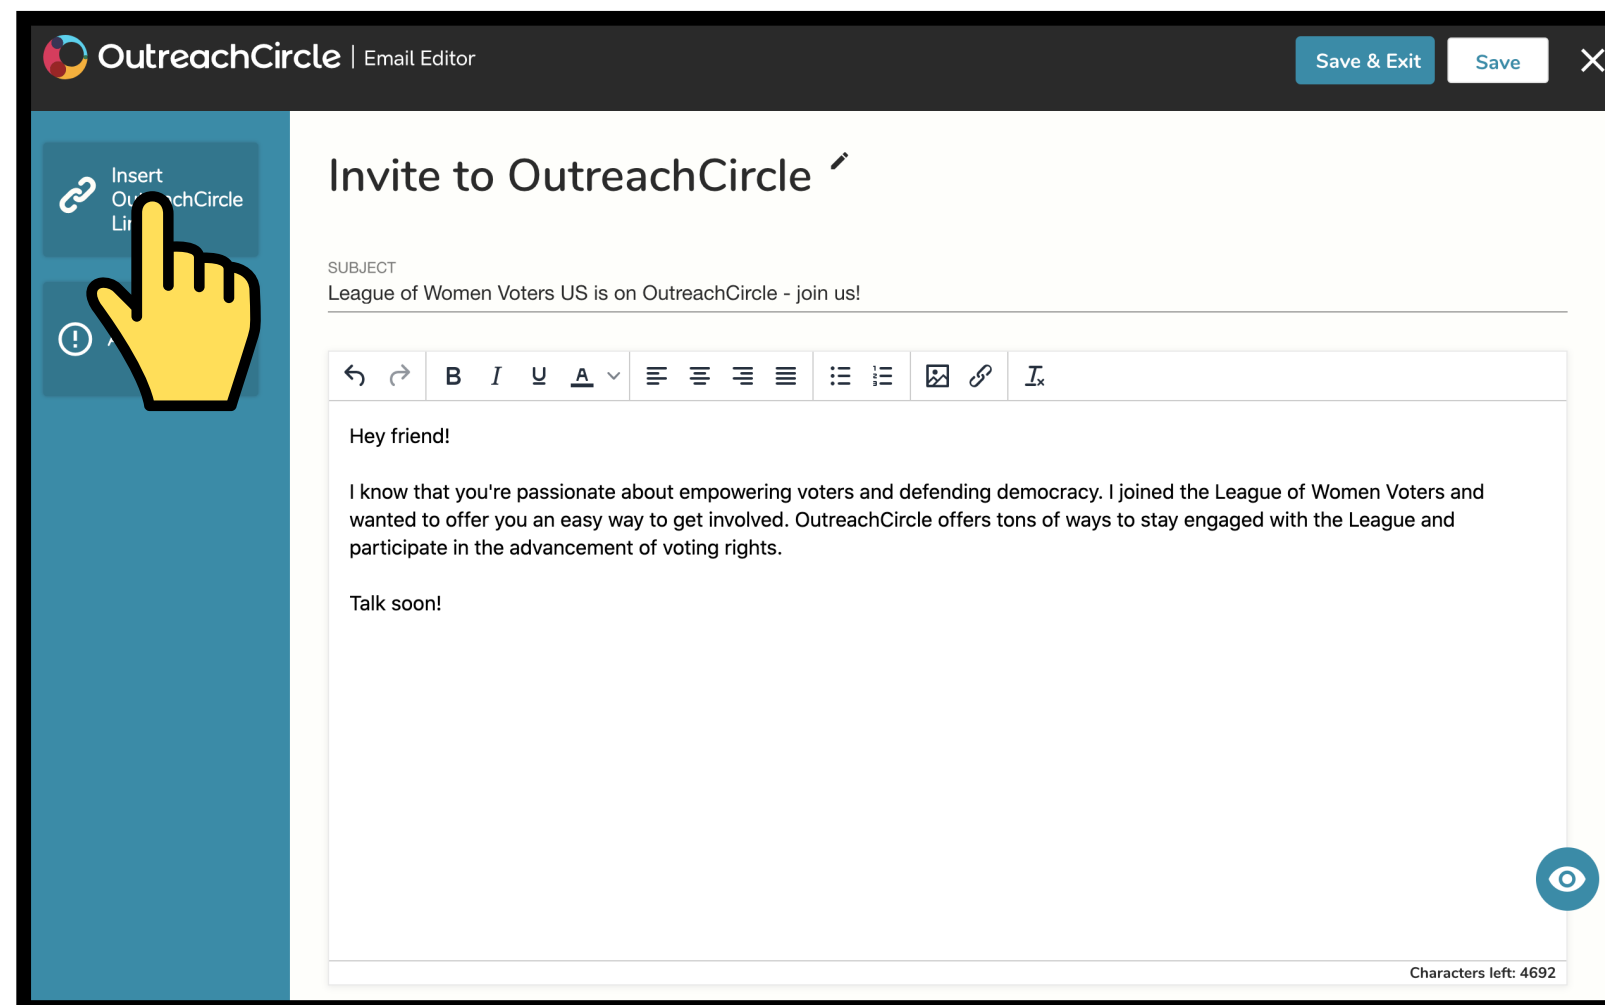 OutreachCircle | Email Editor
Save & Exit
Save
Insert
OutreachCircle
Invite to OutreachCircle
SUBJECT
League of Women Voters US is on OutreachCircle - join us!
B I U A
Hey friend!
I know that you're passionate about empowering voters and defending democracy. I joined the League of Women Voters and
wanted to offer you an easy way to get involved. OutreachCircle offers tons of ways to stay engaged with the League and
participate in the advancement of voting rights.
Talk soon!
Characters left: 4692